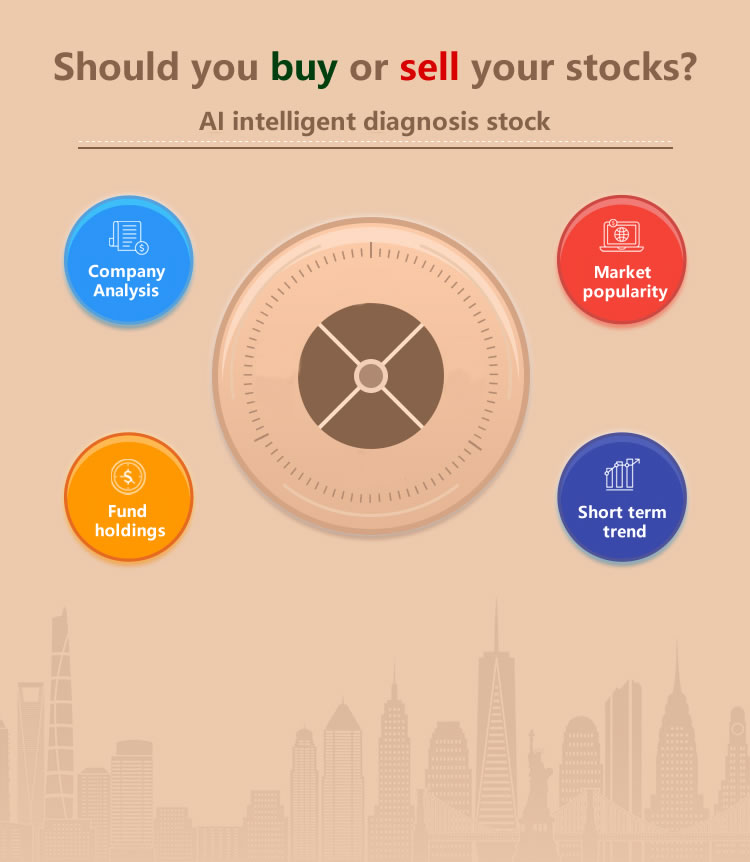 Should you buy or sell your stocks?
AI intelligent diagnosis stock
Company
Analysis
Market
popularity
Fund
holdings
Short term
trend